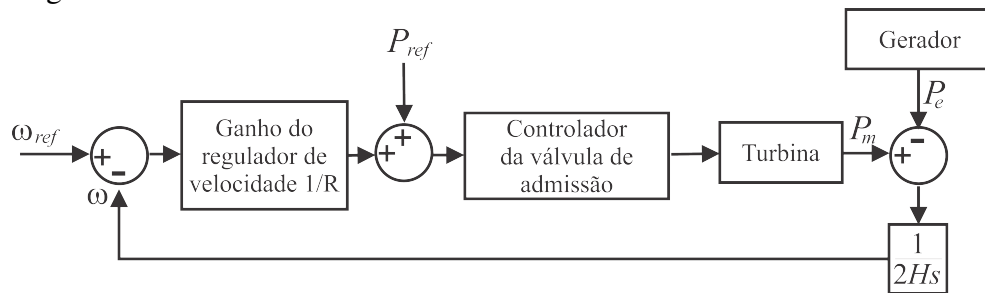 Gerador
P_ref
P_e
ω_ref
+
-
ω
Ganho do
regulador de
velocidade 1/R
+
+
Controlador
da válvula de
admissão
Turbina
P_m
+
-
1
2Hs